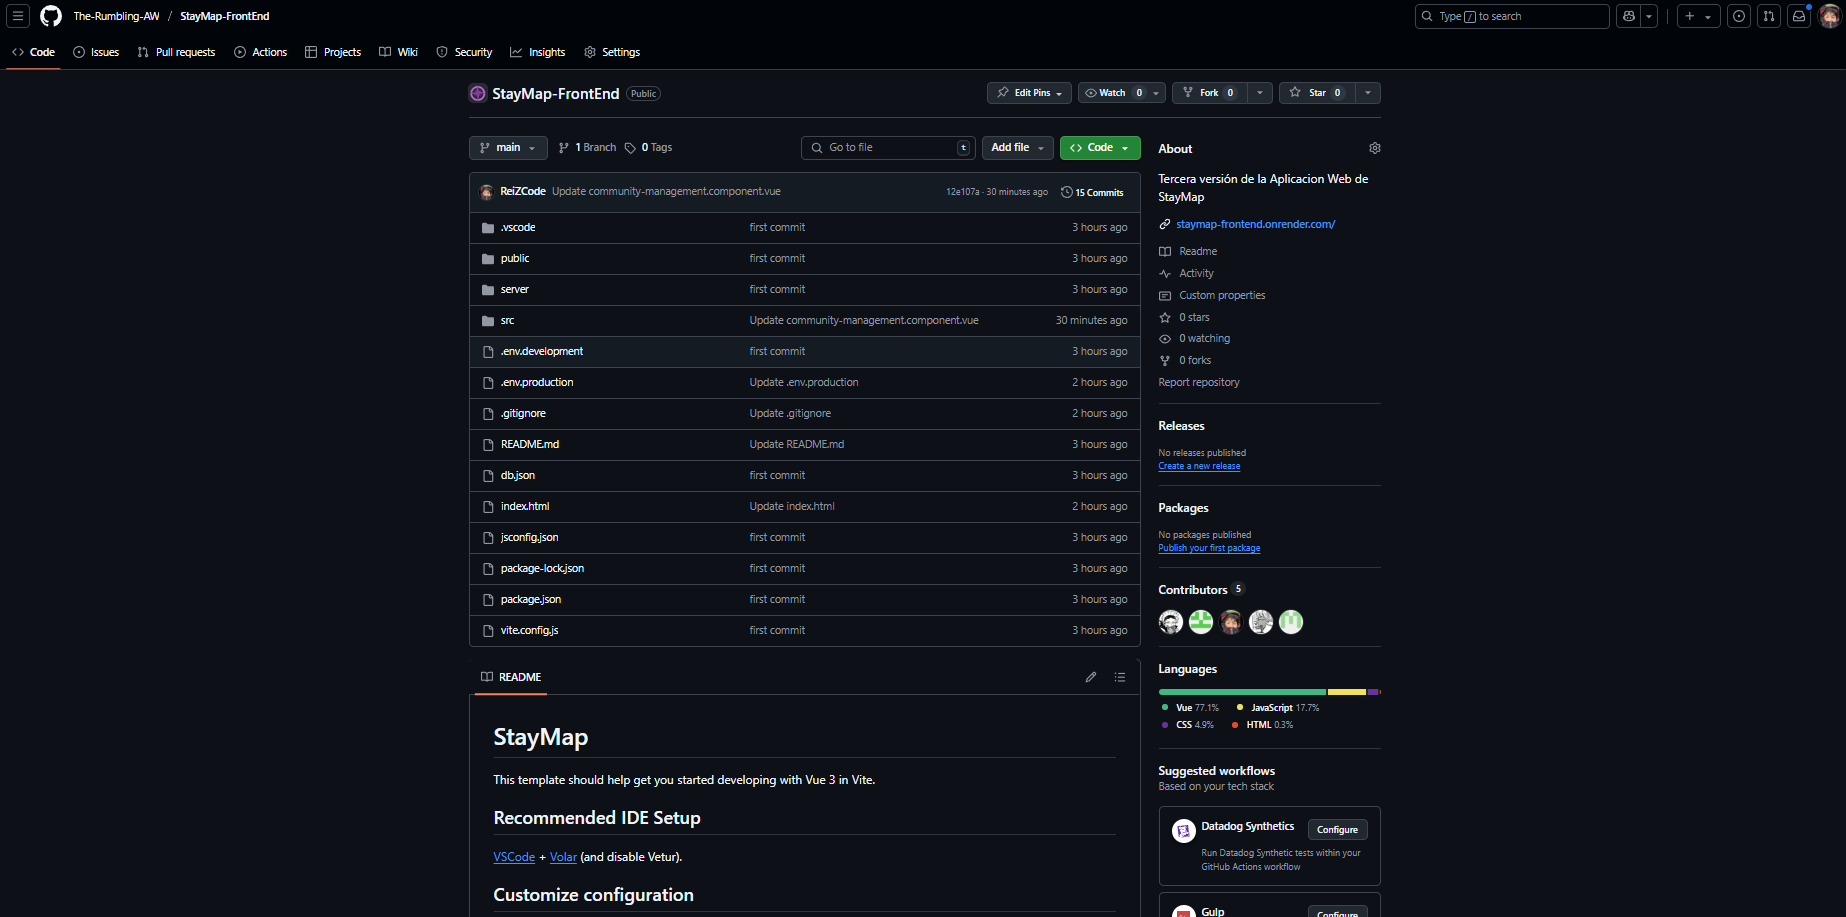 The-Rumbling-AW / StayMap-FrontEnd
Type / to search
Code Issues Pull requests Actions Projects Wiki Security Insights Settings
StayMap-FrontEnd Public
Edit Pins Watch 0 Fork 0 Star 0
main 1 Branch 0 Tags
Go to file t Add file Code
ReiZCode Update community-management.component.vue 12e107a · 30 minutes ago 15 Commits
.vscode first commit 3 hours ago
public first commit 3 hours ago
server first commit 3 hours ago
src Update community-management.component.vue 30 minutes ago
.env.development first commit 3 hours ago
.env.production Update .env.production 2 hours ago
.gitignore Update .gitignore 2 hours ago
README.md Update README.md 3 hours ago
db.json first commit 3 hours ago
index.html Update index.html 2 hours ago
jsconfig.json first commit 3 hours ago
package-lock.json first commit 3 hours ago
package.json first commit 3 hours ago
vite.config.js first commit 3 hours ago
README
StayMap
This template should help get you started developing with Vue 3 in Vite.
Recommended IDE Setup
VSCode + Volar (and disable Vetur).
Customize configuration
About
Tercera versión de la Aplicacion Web de
StayMap
staymap-frontend.onrender.com/
Readme
Activity
Custom properties
0 stars
0 watching
0 forks
Report repository
Releases
No releases published
Create a new release
Packages
No packages published
Publish your first package
Contributors 5
Languages
Vue 77.1% JavaScript 17.7%
CSS 4.9% HTML 0.3%
Suggested workflows
Based on your tech stack
Datadog Synthetics Configure
Run Datadog Synthetic tests within your
GitHub Actions workflow
Gulp Configure